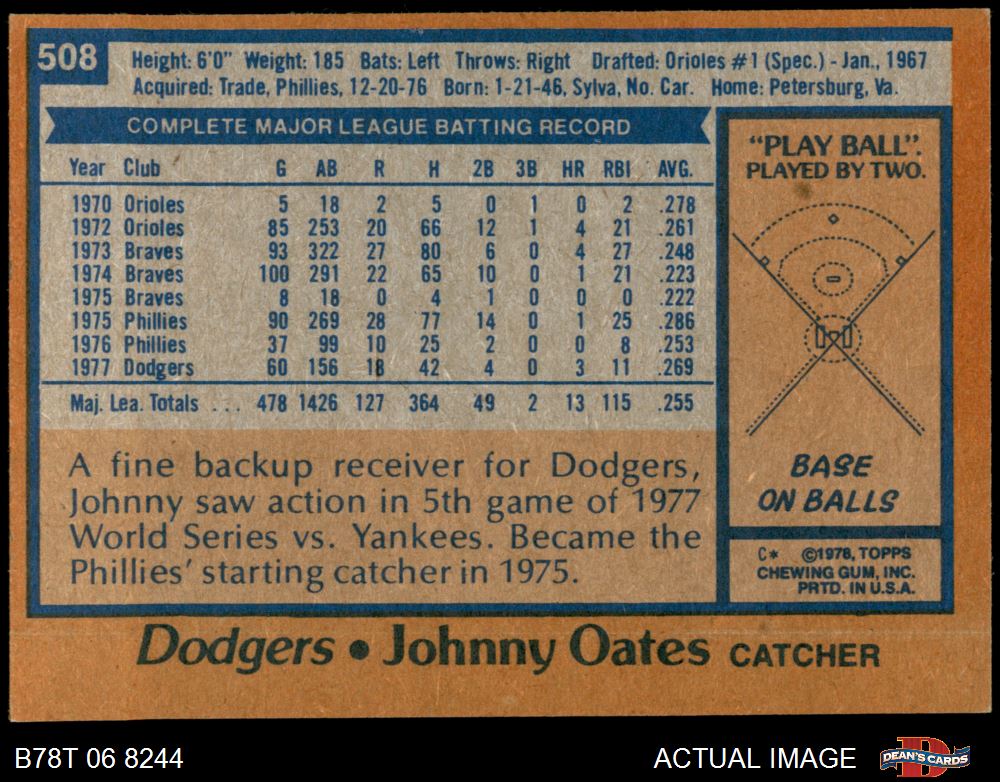 508
Height: 6'0" Weight: 185 Bats: Left Throws: Right Drafted: Orioles #1 (Spec.) - Jan., 1967
Acquired: Trade, Phillies, 12-20-76 Born: 1-21-46, Sylva, No. Car. Home: Petersburg, Va.
COMPLETE MAJOR LEAGUE BATTING RECORD
Year Club G AB R H 2B 3B HR RBI AVG.
1970 Orioles 5 18 2 5 0 1 0 2 .278
1972 Orioles 85 253 20 66 12 1 4 21 .261
1973 Braves 93 322 27 80 6 0 4 27 .248
1974 Braves 100 291 22 65 10 0 1 21 .223
1975 Braves 8 18 0 4 1 0 0 0 .222
1975 Phillies 90 269 28 77 14 0 1 25 .286
1976 Phillies 37 99 10 25 2 0 0 8 .253
1977 Dodgers 60 156 18 42 4 0 3 11 .269
Maj. Lea. Totals ... 478 1426 127 364 49 2 13 115 .255
A fine backup receiver for Dodgers,
Johnny saw action in 5th game of 1977
World Series vs. Yankees. Became the
Phillies' starting catcher in 1975.
"PLAY BALL".
PLAYED BY TWO.
BASE
ON BALLS
C* ©1978, TOPPS
CHEWING GUM, INC.
PRTD. IN U.S.A.
Dodgers • Johnny Oates CATCHER
B78T 06 8244
ACTUAL IMAGE
DEAN'S CARDS